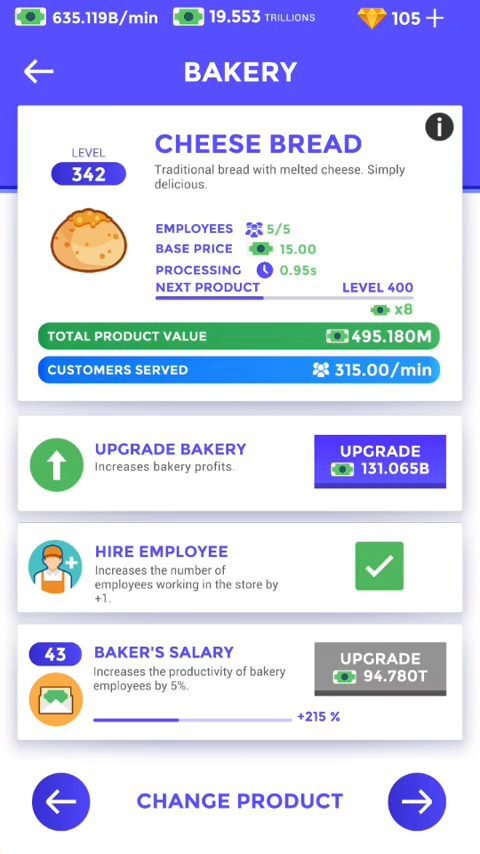 635.119B/min 19.553 TRILLIONS 105 +
BAKERY
i
CHEESE BREAD
LEVEL
342
Traditional bread with melted cheese. Simply
delicious.
EMPLOYEES 5/5
BASE PRICE 15.00
PROCESSING 0.95s
NEXT PRODUCT LEVEL 400
x8
TOTAL PRODUCT VALUE 495.180M
CUSTOMERS SERVED 315.00/min
UPGRADE BAKERY
Increases bakery profits.
UPGRADE
131.065B
HIRE EMPLOYEE
Increases the number of
employees working in the store by
+1.
43
BAKER'S SALARY
Increases the productivity of bakery
employees by 5%.
+215 %
UPGRADE
94.780T
CHANGE PRODUCT